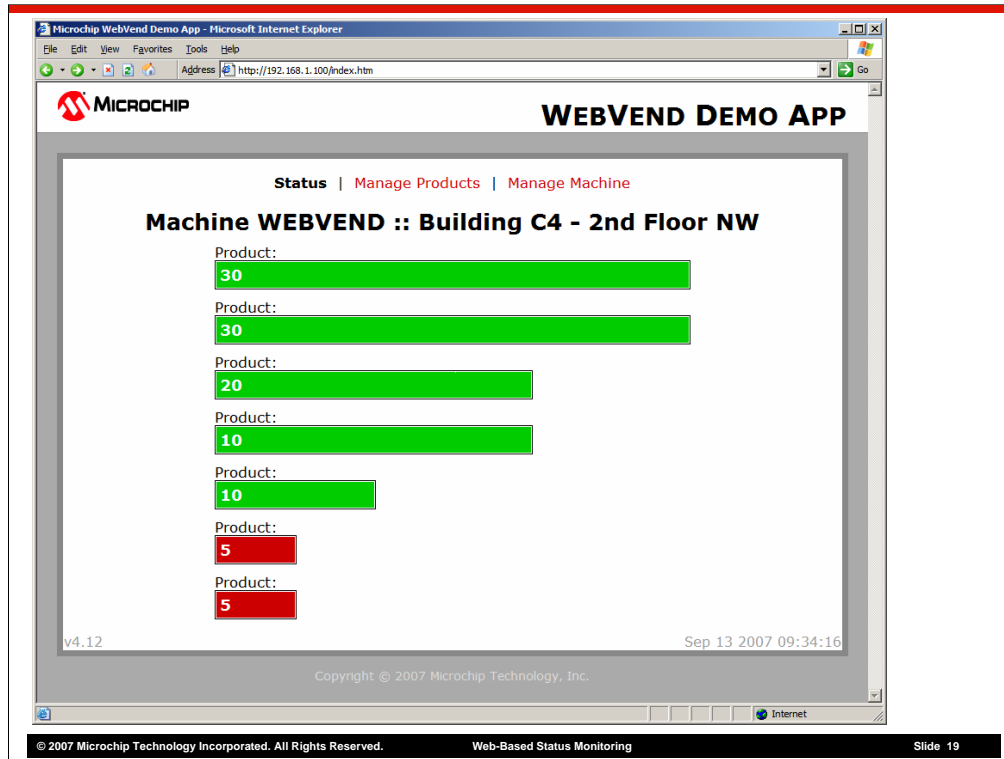 Microchip WebVend Demo App - Microsoft Internet Explorer
File Edit View Favorites Tools Help
Address http://192.168.1.100/index.htm Go
MICROCHIP
WEBVEND DEMO APP
Status | Manage Products | Manage Machine
Machine WEBVEND :: Building C4 - 2nd Floor NW
Product:
30
Product:
30
Product:
20
Product:
10
Product:
10
Product:
5
Product:
5
v4.12 Sep 13 2007 09:34:16
Copyright © 2007 Microchip Technology, Inc.
Internet
© 2007 Microchip Technology Incorporated. All Rights Reserved. Web-Based Status Monitoring Slide 19